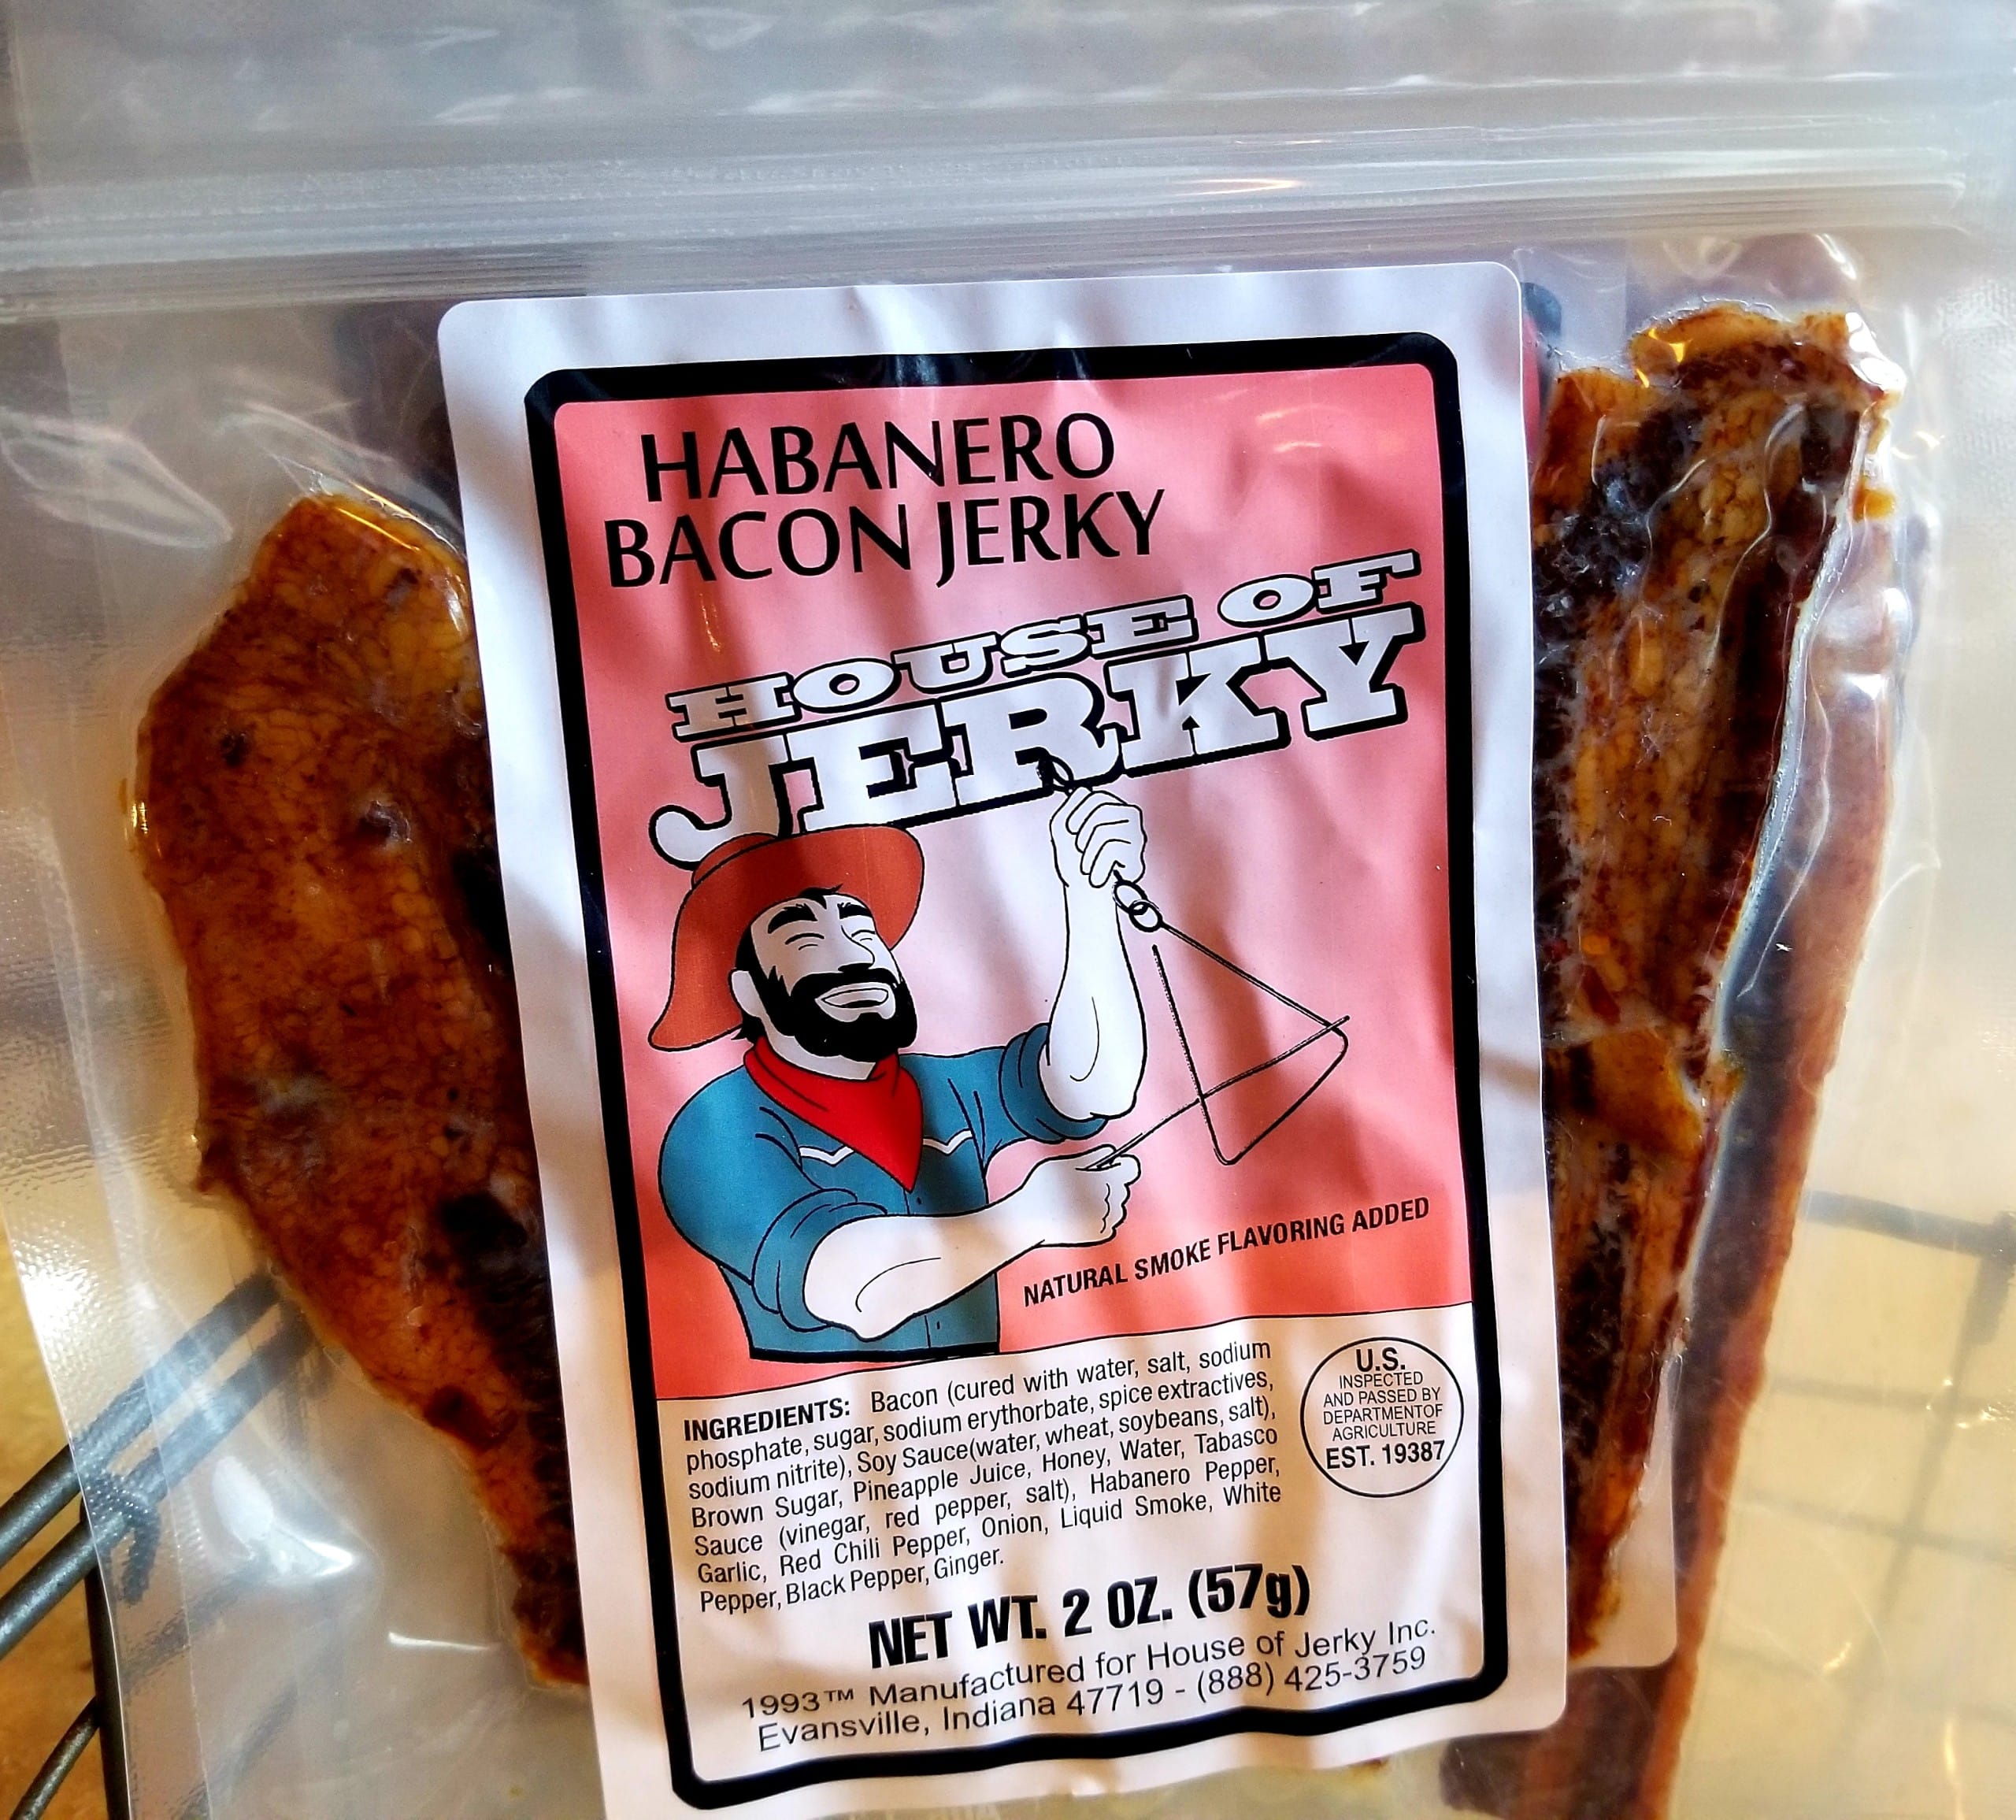 HABANERO
BACON JERKY
HOUSE OF
JERKY
NATURAL SMOKE FLAVORING ADDED
INGREDIENTS: Bacon (cured with water, salt, sodium
phosphate, sugar, sodium erythorbate, spice extractives,
sodium nitrite), Soy Sauce(water, wheat, soybeans, salt),
Brown Sugar, Pineapple Juice, Honey, Water, Tabasco
Sauce (vinegar, red pepper, salt), Habanero Pepper,
Garlic, Red Chili Pepper, Onion, Liquid Smoke, White
Pepper, Black Pepper, Ginger.
U.S.
INSPECTED
AND PASSED BY
DEPARTMENTOF
AGRICULTURE
EST. 19387
NET WT. 2 OZ. (57g)
1993™ Manufactured for House of Jerky Inc.
Evansville, Indiana 47719 - (888) 425-3759